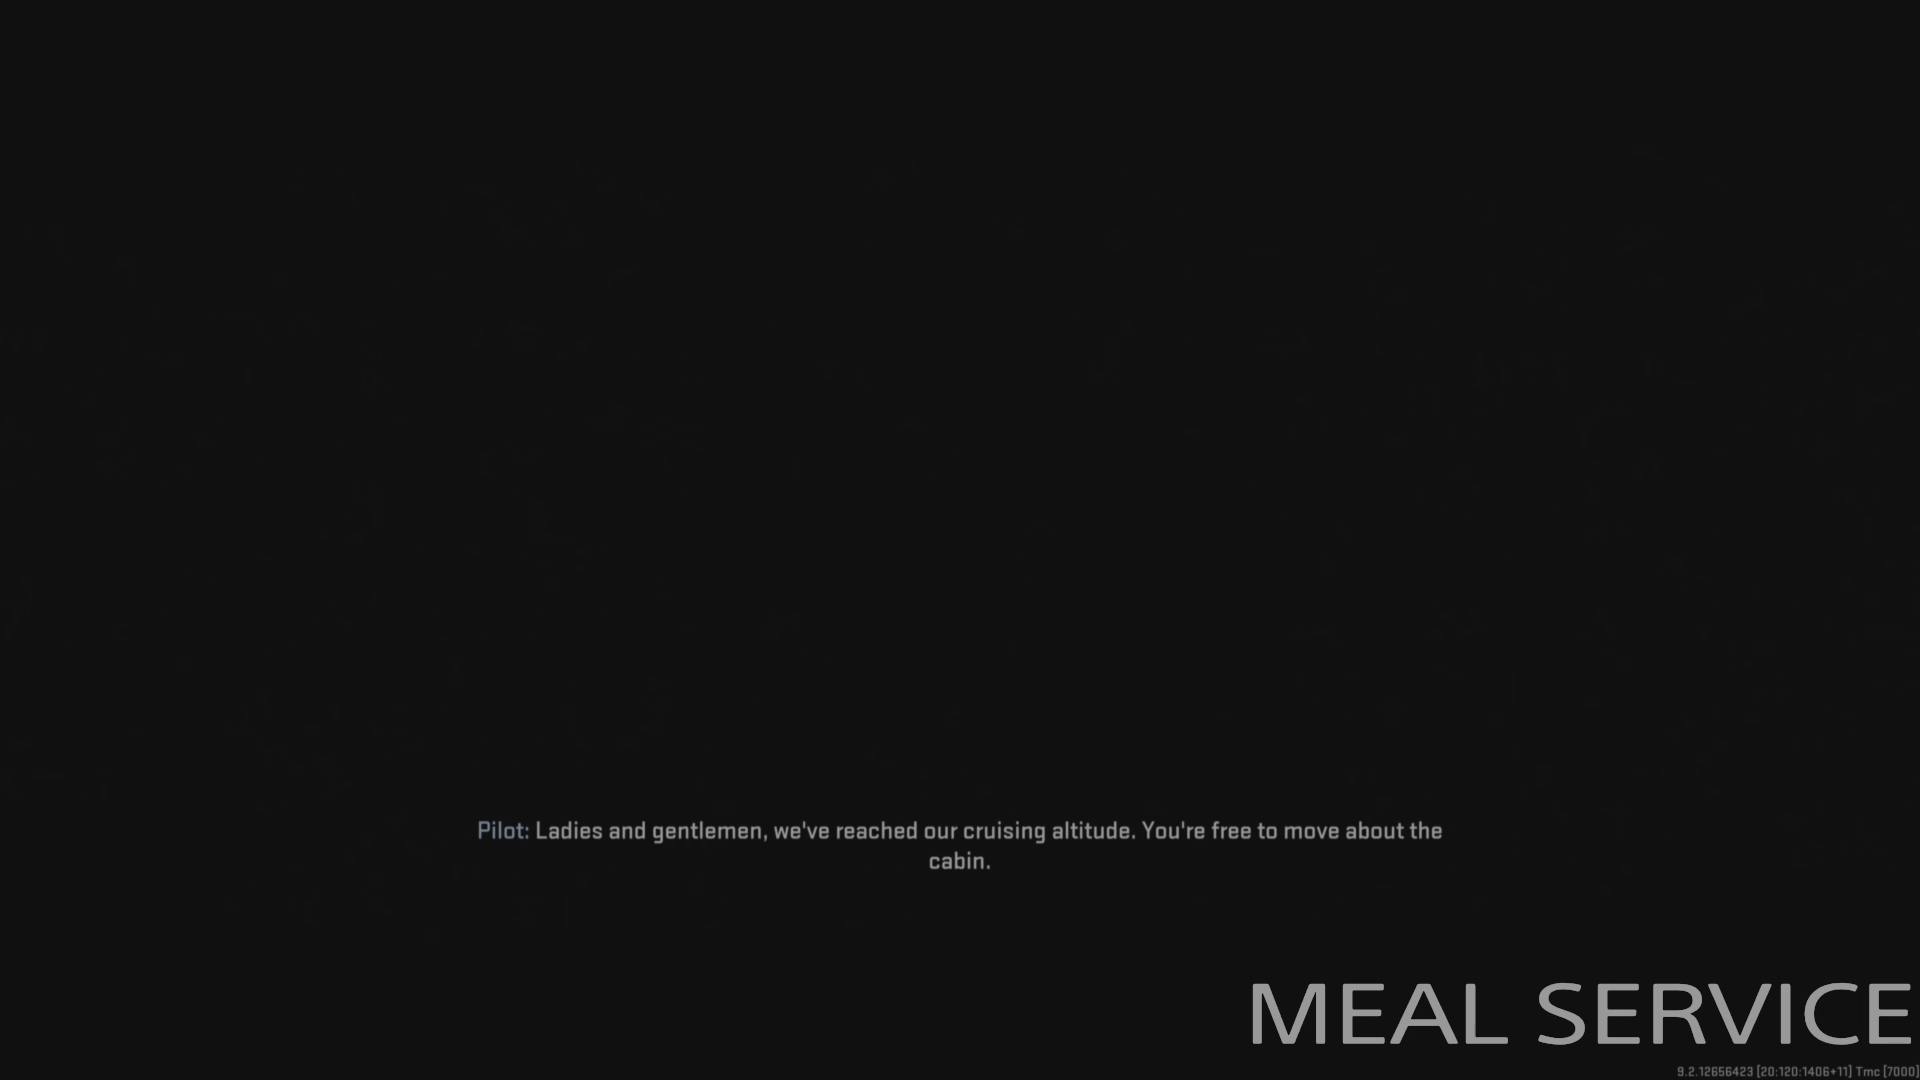 Pilot: Ladies and gentlemen, we've reached our cruising altitude. You're free to move about the
cabin.
MEAL SERVICE
9.2.12656423 [20:120:1406+11] Tmc [7000]